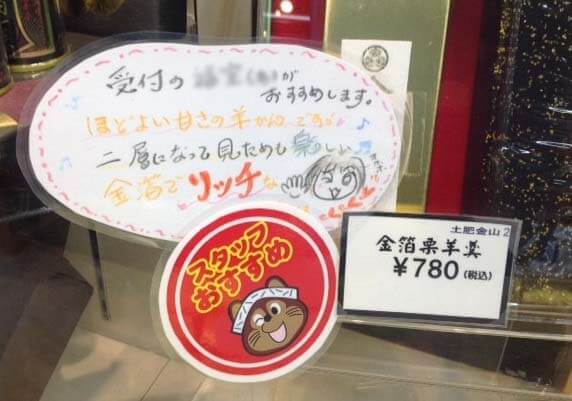 受付の が
おすすめします。
ほどよい甘さの羊かんです♪
二層になって見ためも楽しい♪
金箔でリッチな
スタッフ
おすすめ
土肥金山2
金箔栗羊羹
¥780(税込)